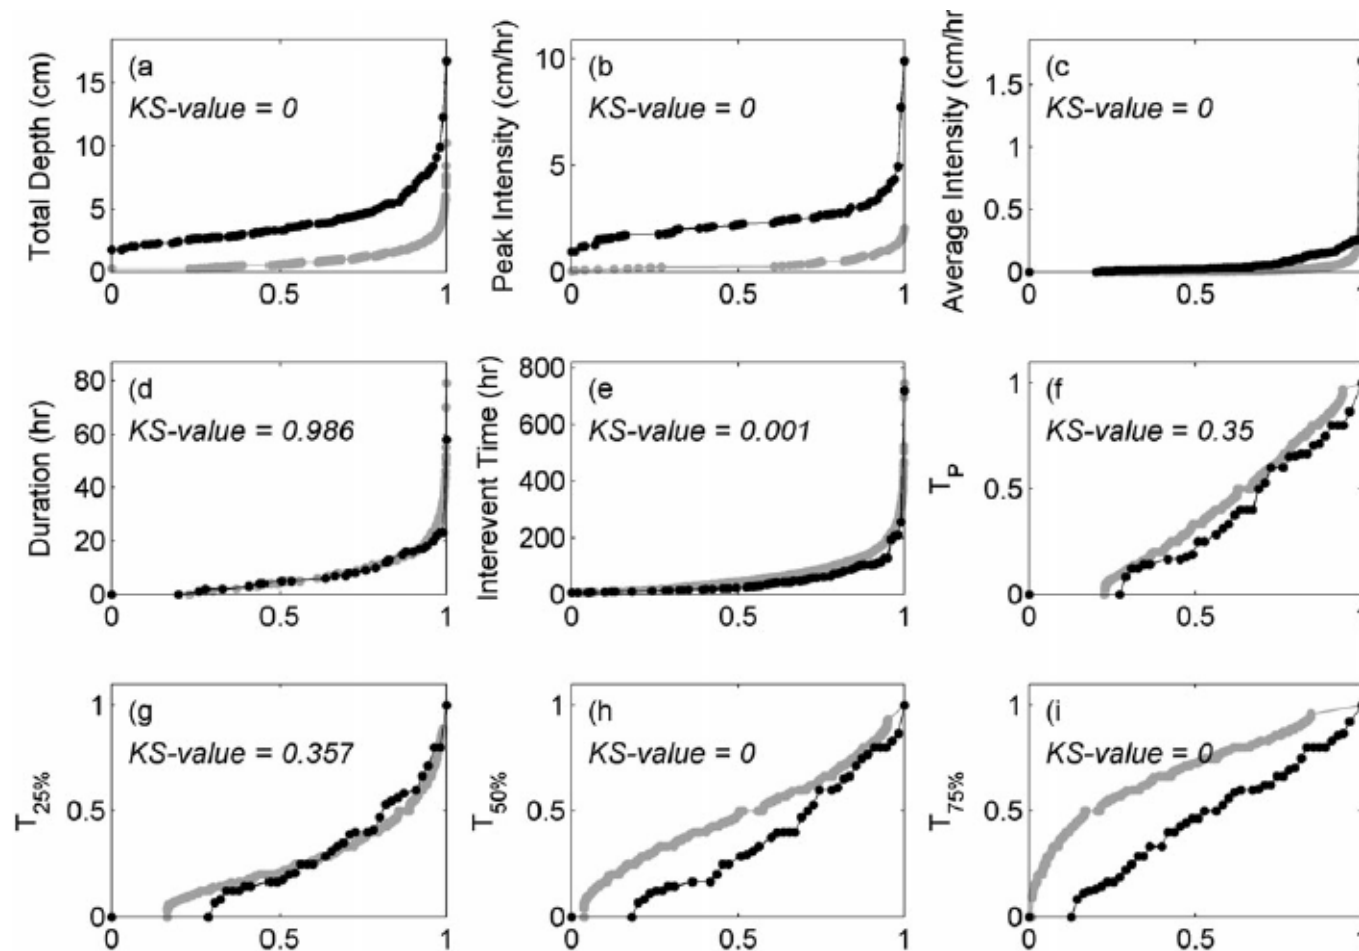 Total Depth (cm)
15
10
5
0
0
0.5
1
(a
KS-value = 0
Peak Intensity (cm/hr)
10
5
0
0
0.5
1
(b
KS-value = 0
Average Intensity (cm/hr)
1.5
1
0.5
0
0
0.5
1
(c
KS-value = 0
Duration (hr)
80
60
40
20
0
0
0.5
1
(d
KS-value = 0.986
Interevent Time (hr)
800
600
400
200
0
0
0.5
1
(e
KS-value = 0.001
T_P
1
0.5
0
0
0.5
1
(f
KS-value = 0.35
T_25%
1
0.5
0
0
0.5
1
(g
KS-value = 0.357
T_50%
1
0.5
0
0
0.5
1
(h
KS-value = 0
T_75%
1
0.5
0
0
0.5
1
(i
KS-value = 0